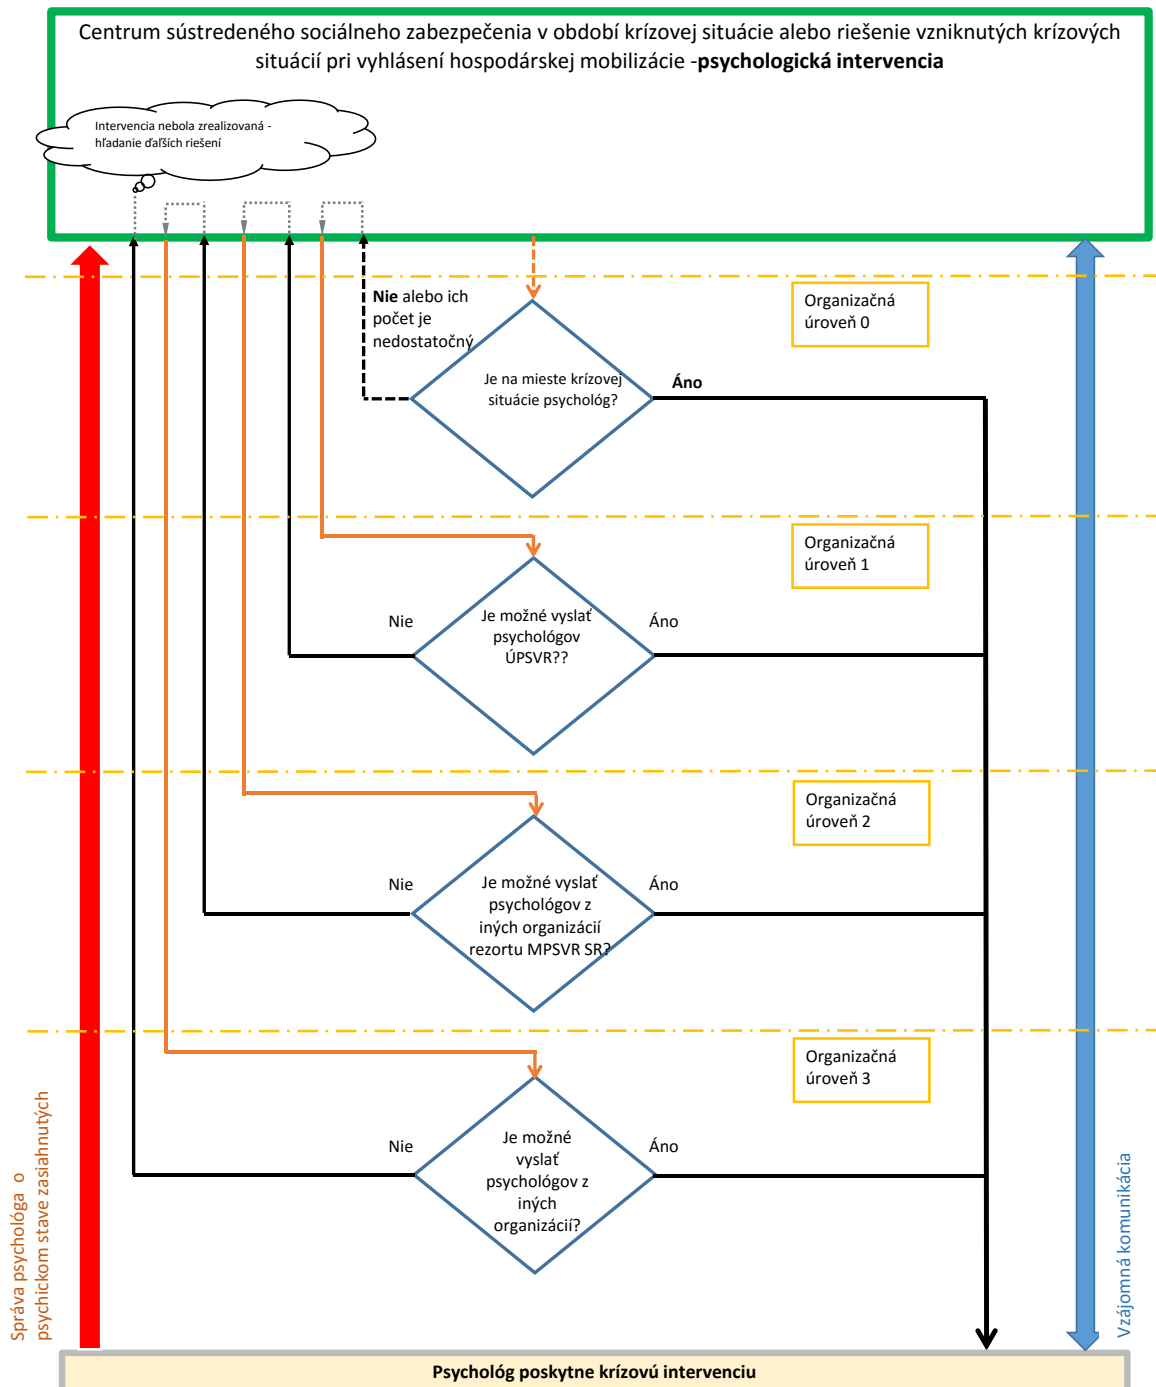 Centrum sústredeného sociálneho zabezpečenia v období krízovej situácie alebo riešenie vzniknutých krízových
situácií pri vyhlásení hospodárskej mobilizácie -psychologická intervencia
Intervencia nebola zrealizovaná -
hľadanie ďaľších riešení
Nie alebo ich
počet je
nedostatočný
Organizačná
úroveň 0
Je na mieste krízovej
situácie psychológ?
Áno
Organizačná
úroveň 1
Nie
Je možné vyslať
psychológov
ÚPSVR??
Áno
Organizačná
úroveň 2
Nie
Je možné vyslať
psychológov z
iných organizácií
rezortu MPSVR SR?
Áno
Organizačná
úroveň 3
Nie
Je možné
vyslať
psychológov z
iných
organizácií?
Áno
Správa psychológa o
psychickom stave zasiahnutých
Vzájomná komunikácia
Psychológ poskytne krízovú intervenciu